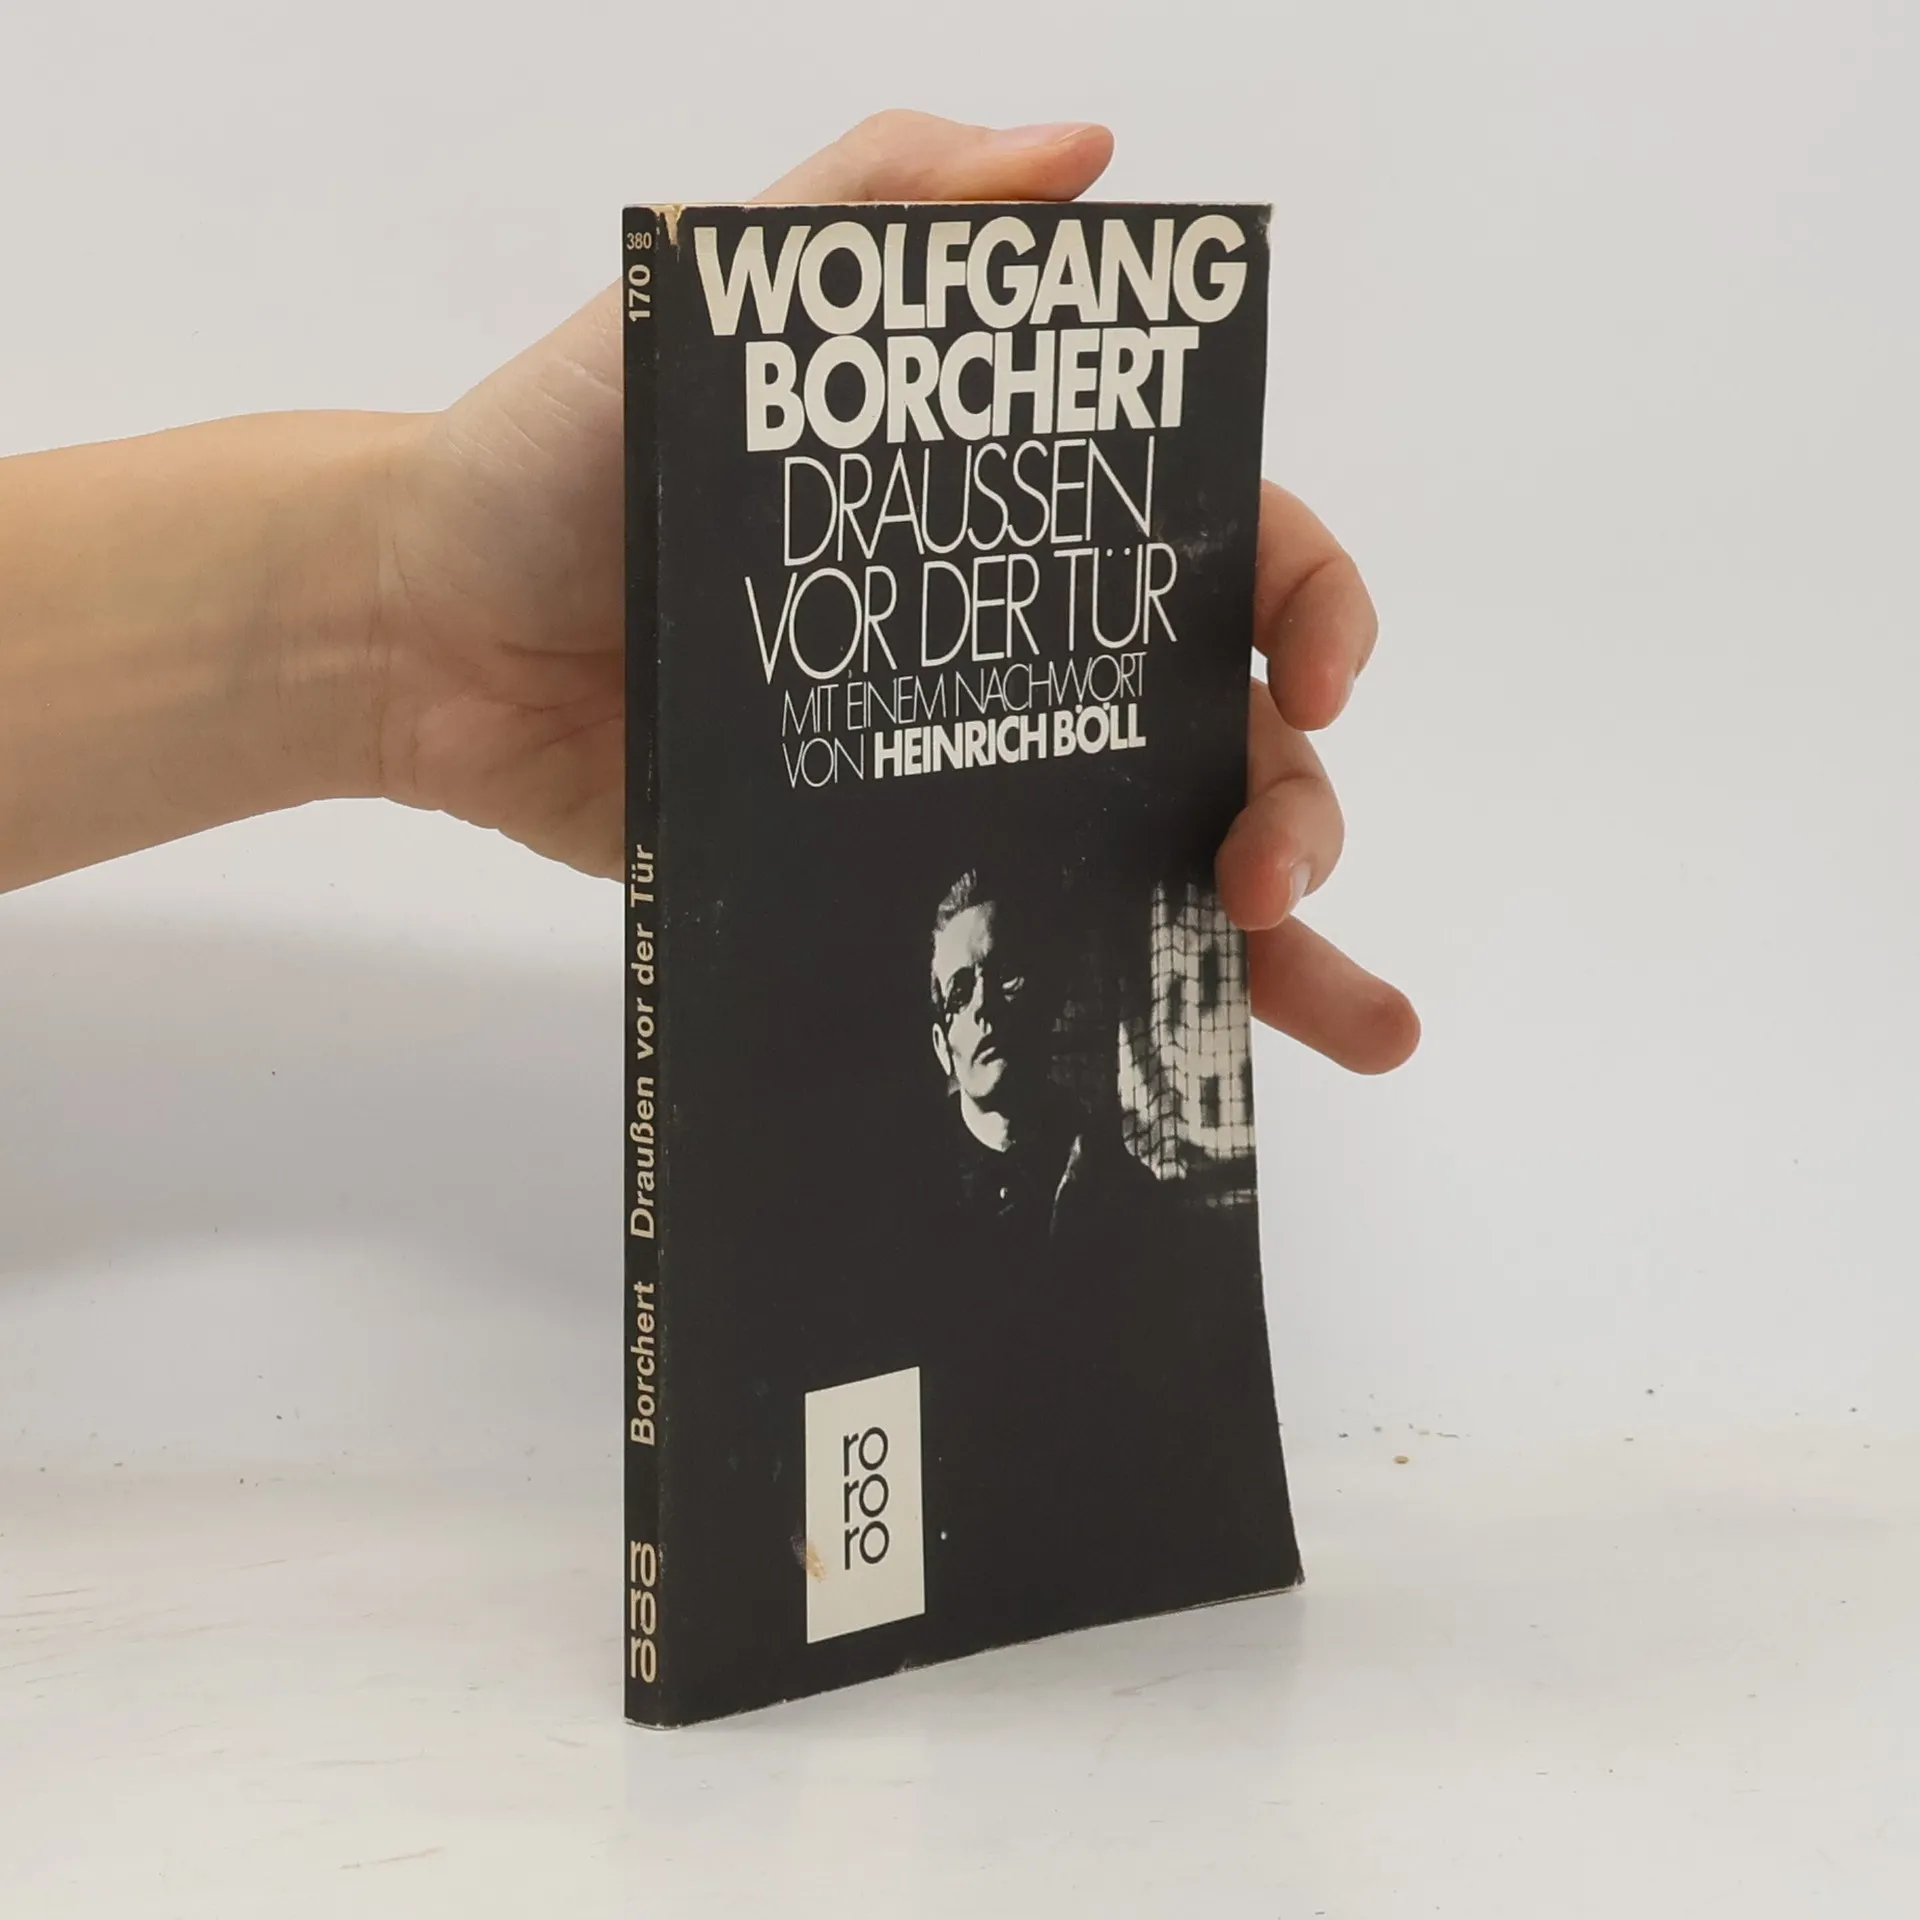 WOLFGANG
BORCHERT
DRAUSSEN
VOR DER TÜR
MIT EINEM NACHWORT
VON HEINRICH BÖLL
ro
ro
ro
380
170
Borchert Draußen vor der Tür
ro
ro
ro